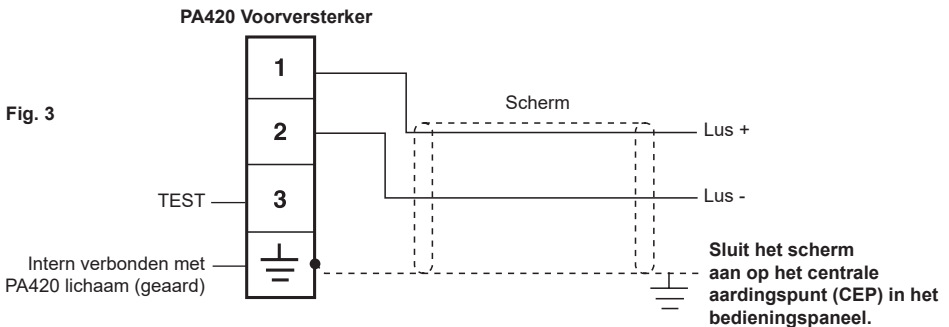 PA420 Voorversterker
Fig. 3
1
2
3
Scherm
Lus +
Lus -
TEST
Intern verbonden met
PA420 lichaam (geaard)
Sluit het scherm
aan op het centrale
aardingspunt (CEP) in het
bedieningspaneel.